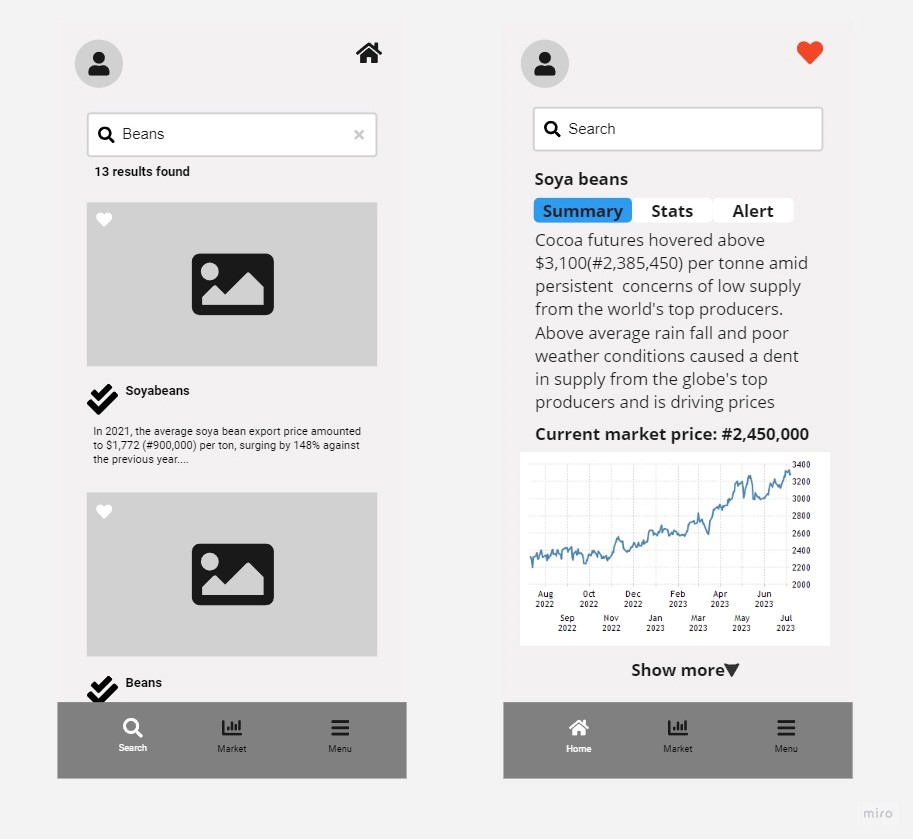 Beans
13 results found
Soyabeans
In 2021, the average soya bean export price amounted
to $1,772 (#900,000) per ton, surging by 148% against
the previous year....
Beans
Search
Market
Menu
Search
Soya beans
Summary Stats Alert
Cocoa futures hovered above
$3,100(#2,385,450) per tonne amid
persistent concerns of low supply
from the world's top producers.
Above average rain fall and poor
weather conditions caused a dent
in supply from the globe's top
producers and is driving prices
Current market price: #2,450,000
3400
3200
3000
2800
2600
2400
2200
2000
Aug Oct Dec Feb Apr Jun
2022 2022 2022 2023 2023 2023
Sep Nov Jan Mar May Jul
2022 2022 2023 2023 2023 2023
Show more
Home
Market
Menu
miro